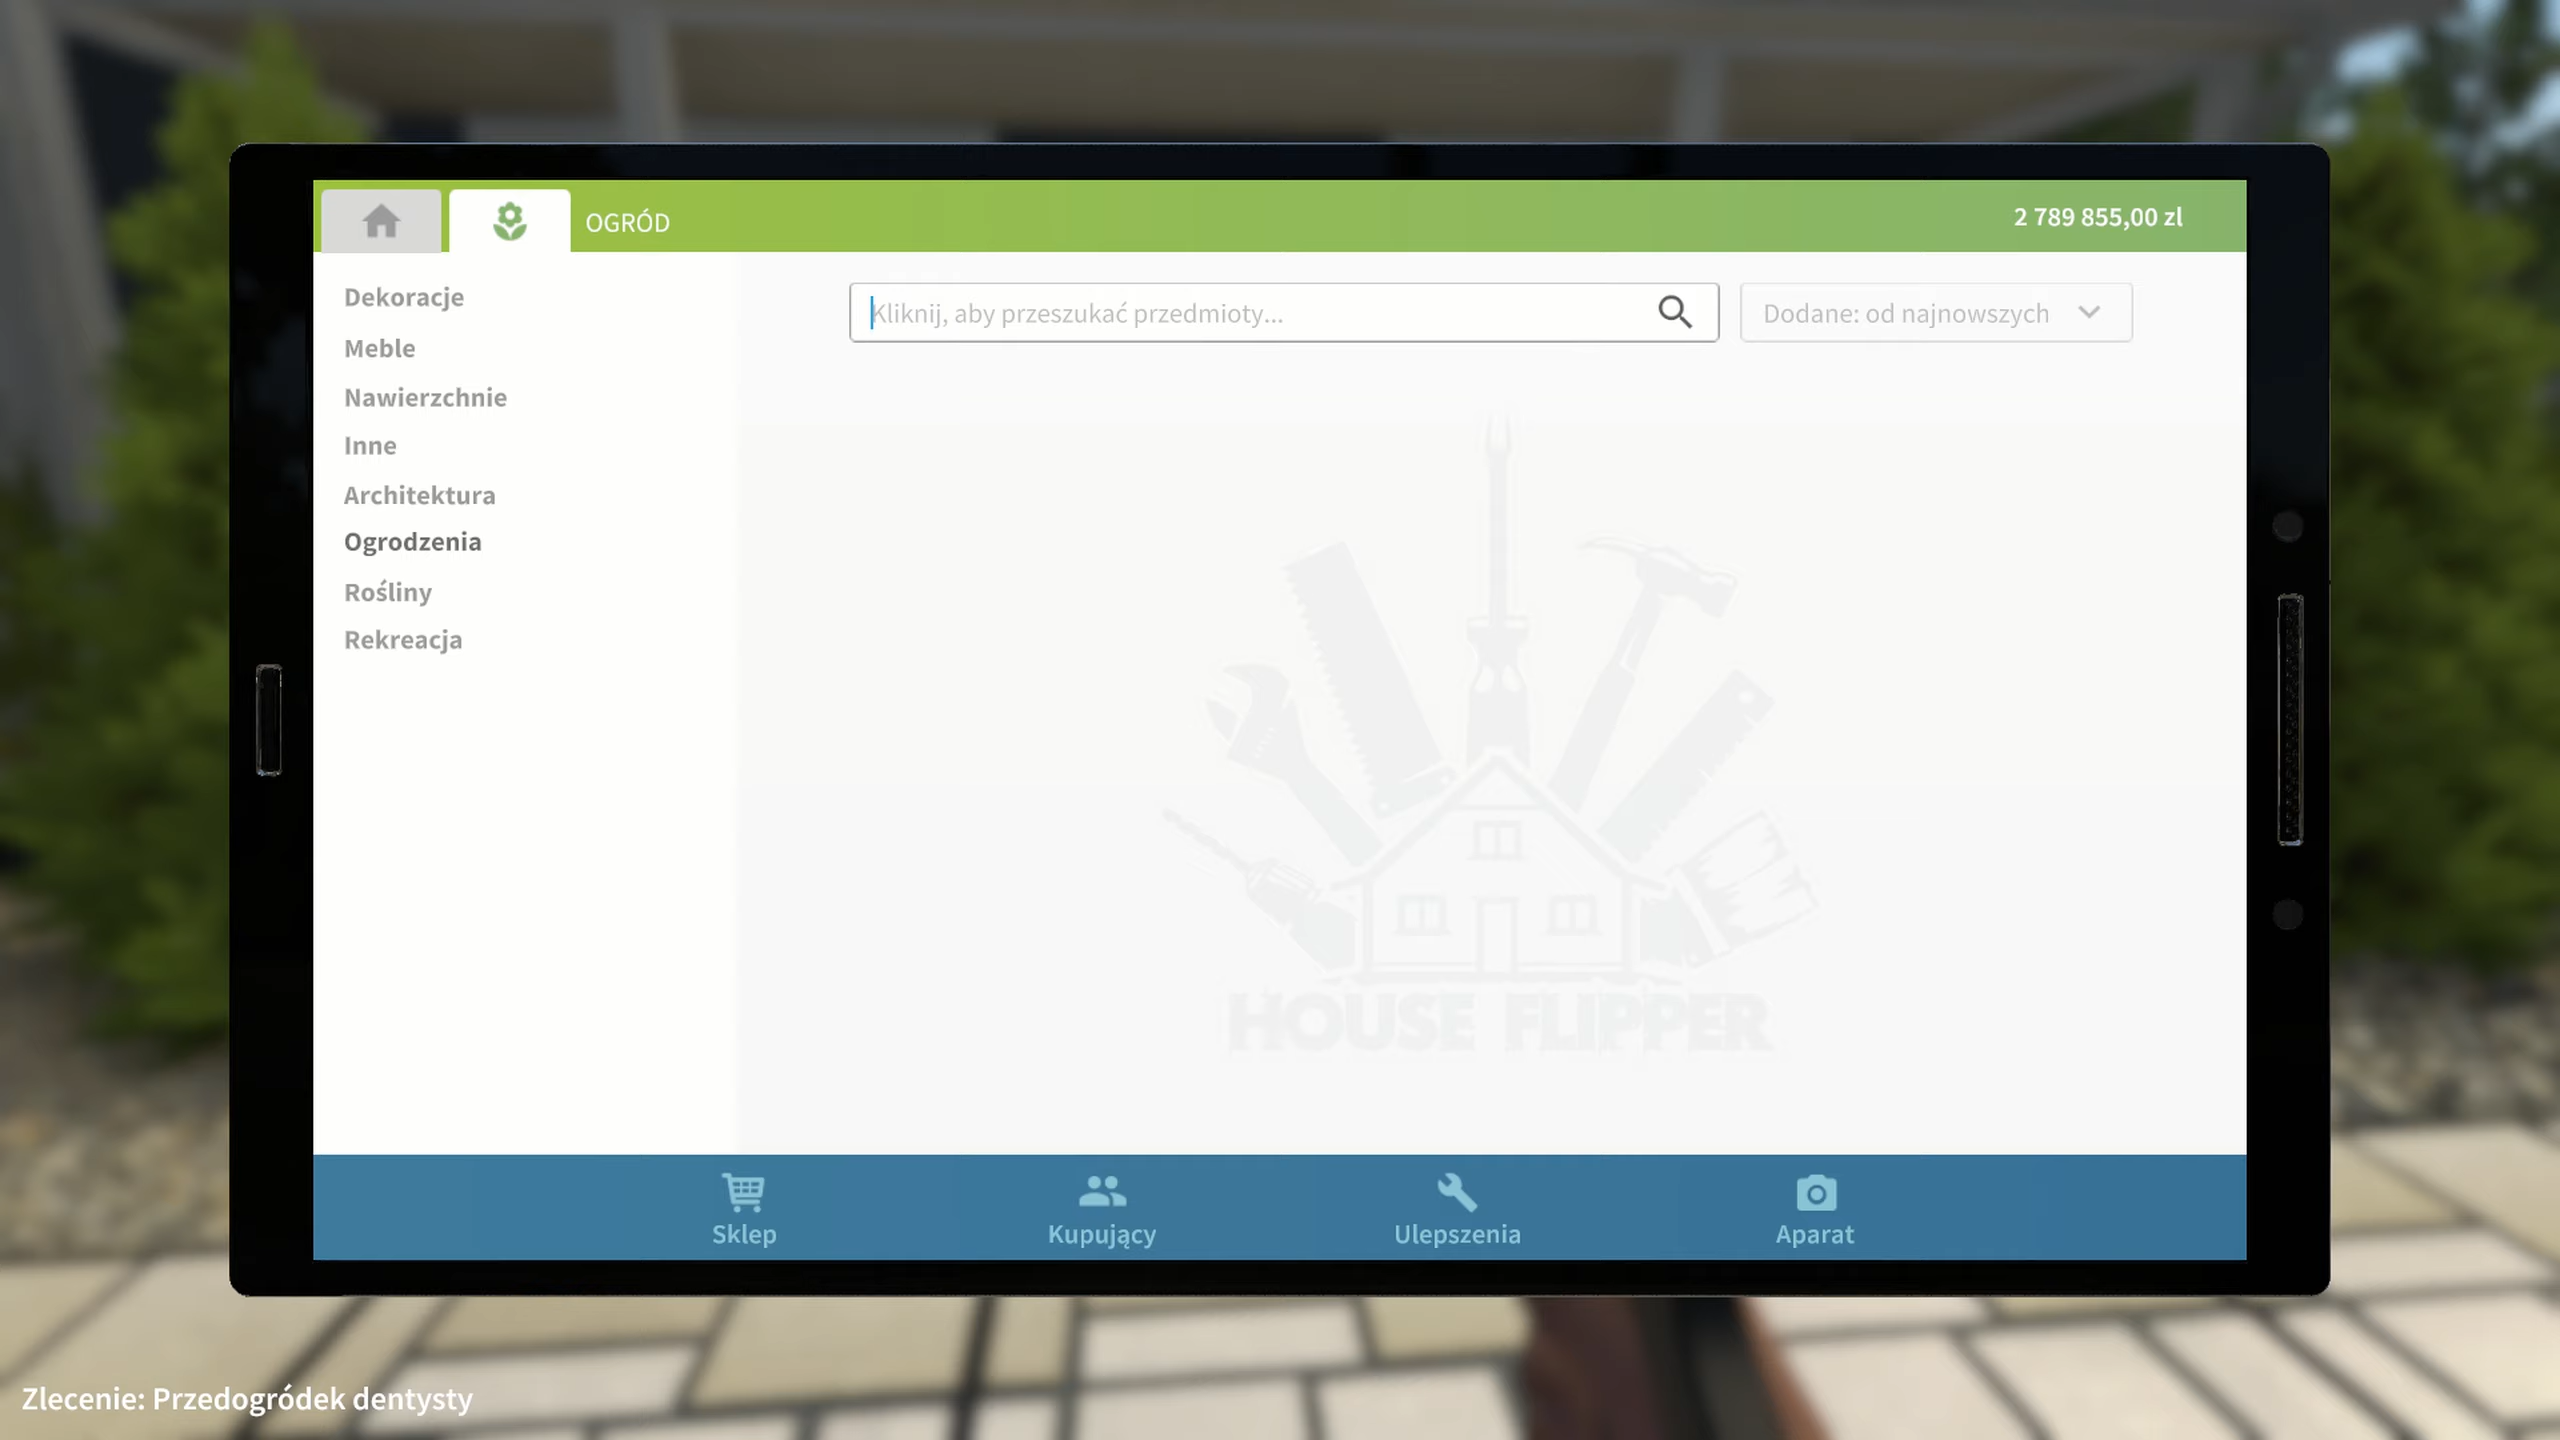 OGRÓD
2 789 855,00 zl
Dekoracje
Meble
Nawierzchnie
Inne
Architektura
Ogrodzenia
Rośliny
Rekreacja
Kliknij, aby przeszukać przedmioty...
Dodane: od najnowszych
HOUSE FLIPPER
Sklep
Kupujący
Ulepszenia
Aparat
Zlecenie: Przedogródek dentysty